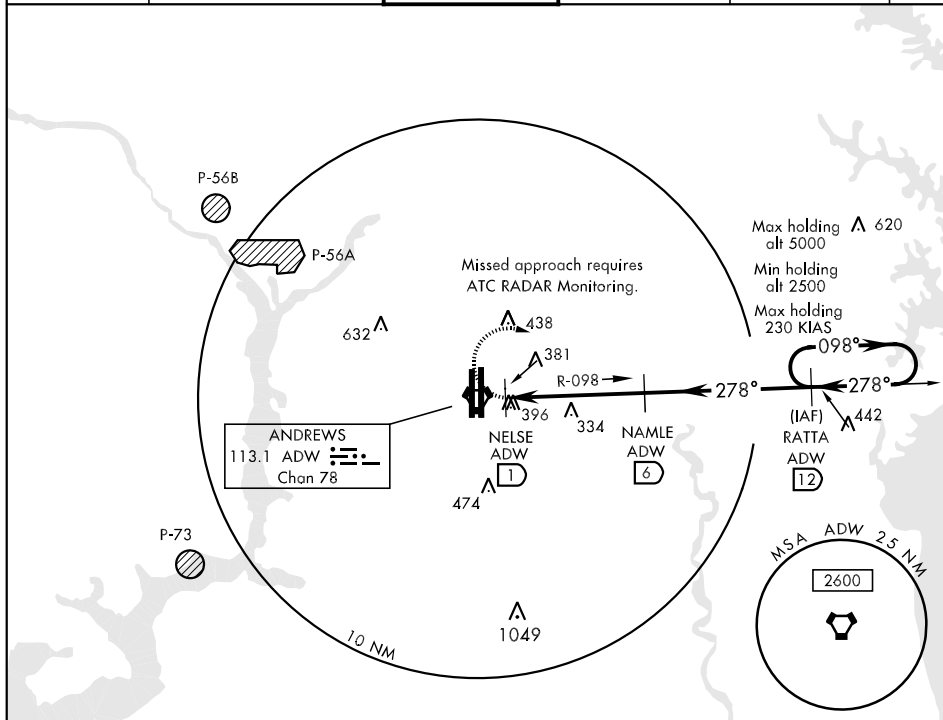 P-56B
P-56A
Max holding
alt 5000
620
Min holding
alt 2500
Max holding
230 KIAS
Missed approach requires
ATC RADAR Monitoring.
632
438
381
R-098
098°
278°
278°
396
334
442
ANDREWS
113.1 ADW
Chan 78
NELSE
ADW
1
NAMLE
ADW
6
(IAF)
RATTA
ADW
12
474
P-73
MSA ADW 25 NM
2600
1049
10 NM